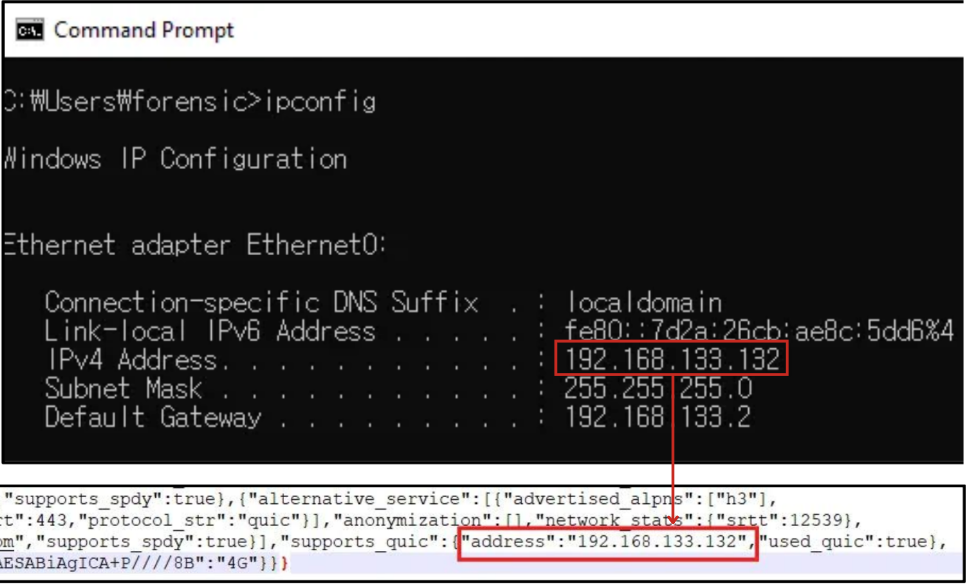 Command Prompt
C:₩Users₩forensic>ipconfig
Windows IP Configuration
Ethernet adapter Ethernet0:
Connection-specific DNS Suffix . : localdomain
Link-local IPv6 Address . . . . . : fe80::7d2a:26cb:ae8c:5dd6%4
IPv4 Address. . . . . . . . . . . : 192.168.133.132
Subnet Mask . . . . . . . . . . . : 255.255.255.0
Default Gateway . . . . . . . . . : 192.168.133.2
"supports_spdy":true},{"alternative_service":[{"advertised_alpns":["h3"],
rt":443,"protocol_str":"quic"}],"anonymization":[],"network_stats":{"srtt":12539},
om","supports_spdy":true}],"supports_quic":{"address":"192.168.133.132","used_quic":true},
AESABiAgICA+P////8B":"4G"}}}